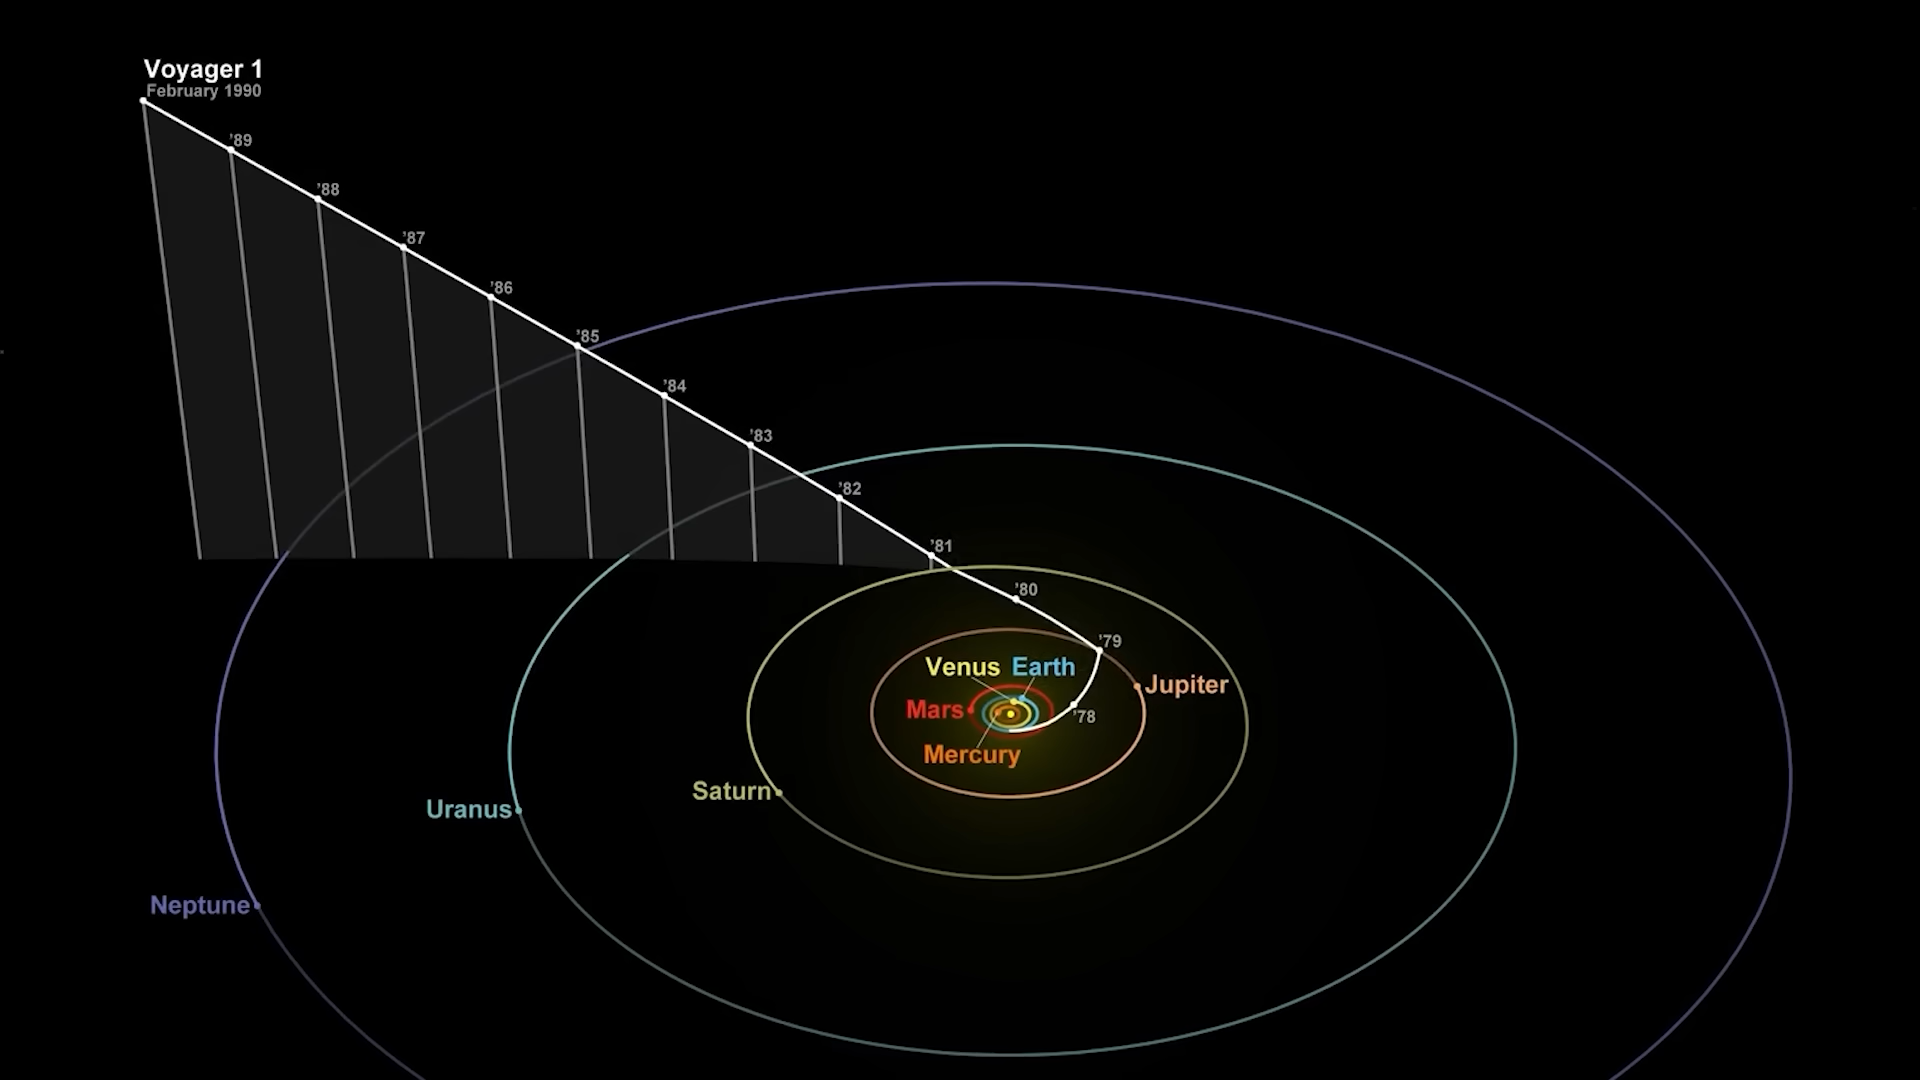 Voyager 1
February 1990
’89
’88
’87
’86
’85
’84
’83
’82
’81
’80
’79
Venus Earth
Jupiter
Mars
’78
Mercury
Saturn
Uranus
Neptune